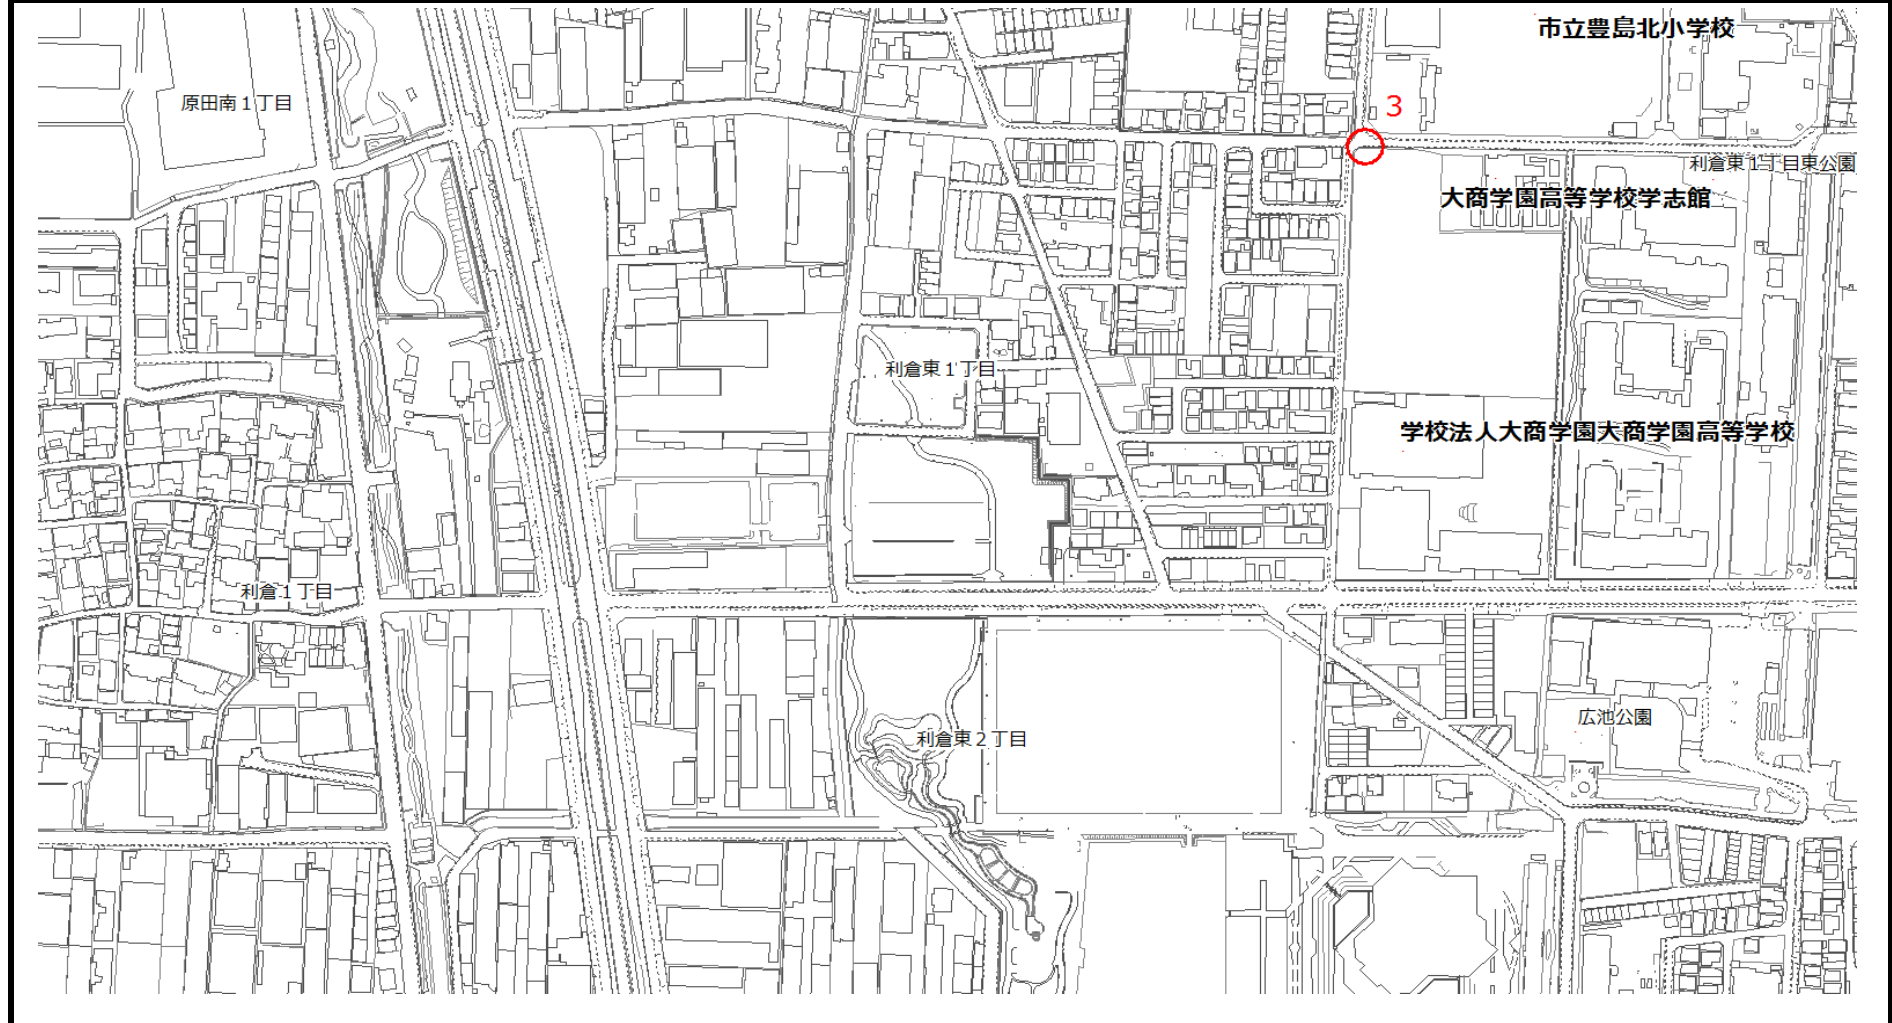 市立豊島北小学校
原田南1丁目
3
利倉東1丁目東公園
大商学園高等学校学志館
利倉東1丁目
学校法人大商学園大商学園高等学校
利倉1丁目
広池公園
利倉東2丁目